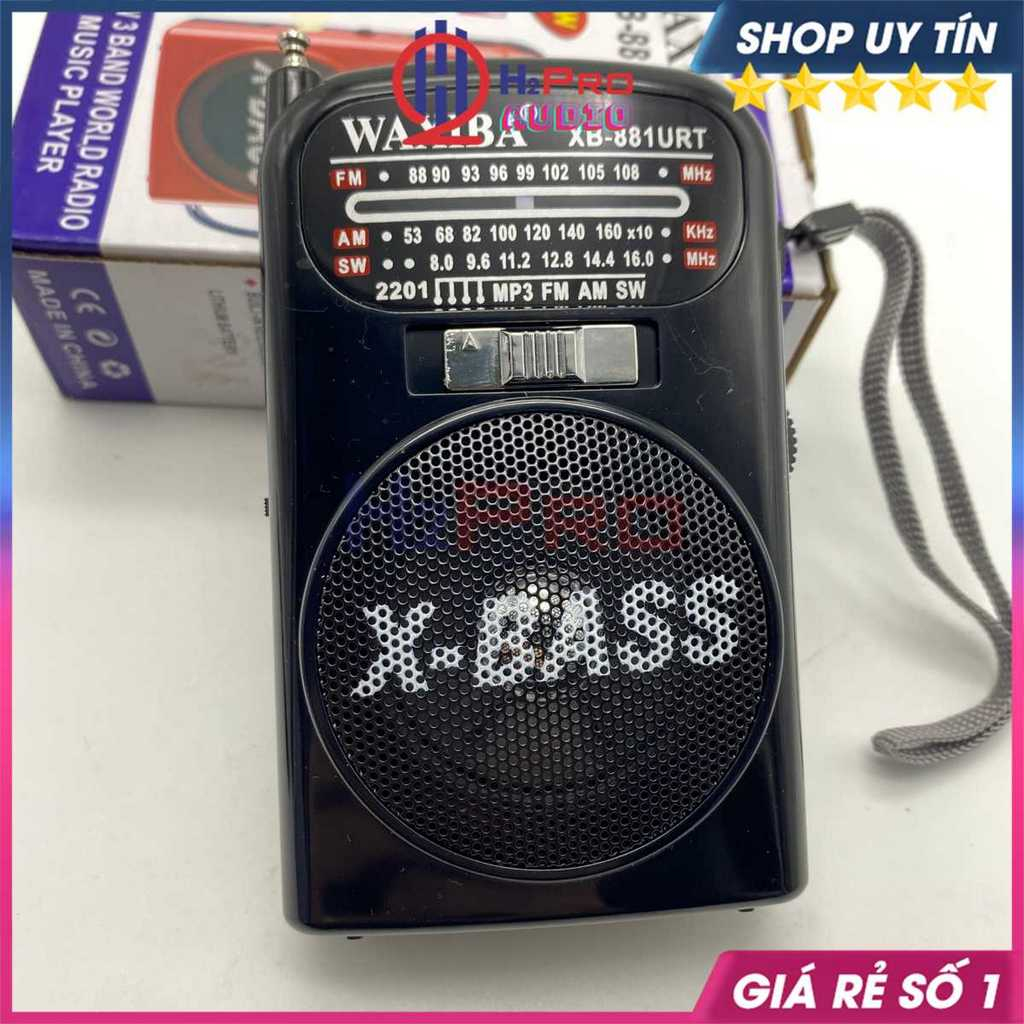 SHOP UY TÍN
H2PRO
AUDIO
WAXIBA XB-881URT
FM 88 90 93 96 99 102 105 108 MHz
AM 53 68 82 100 120 140 160 x10 KHz
SW 8.0 9.6 11.2 12.8 14.4 16.0 MHz
2201 MP3 FM AM SW
3 BAND WORLD RADIO
MUSIC PLAYER
CE
MADE IN CHINA
H2PRO
X-BASS
GIÁ RẺ SỐ 1